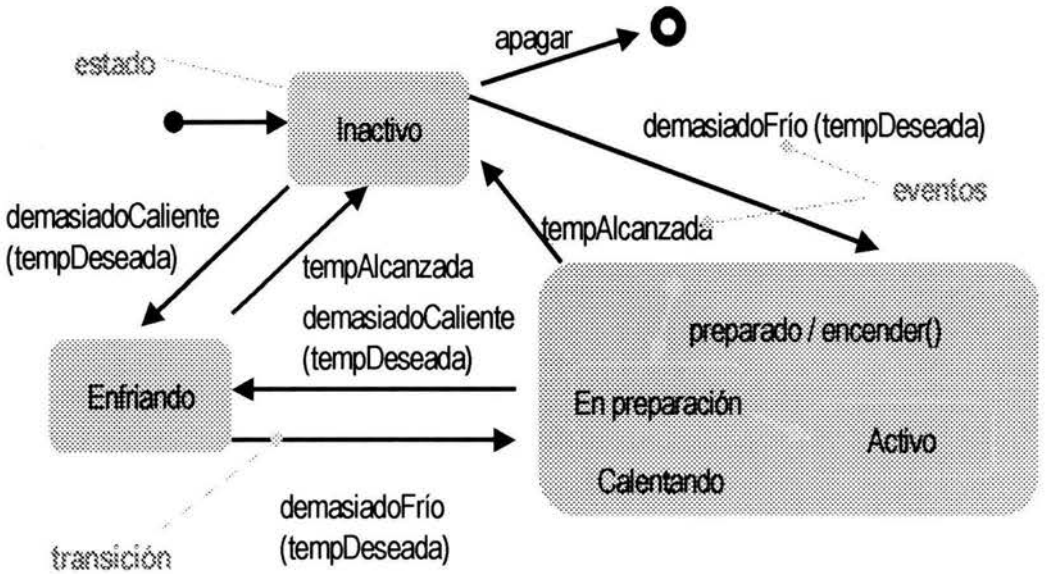 apagar
estado
Inactivo
demasiadoFrío (tempDeseada)
eventos
demasiadoCaliente
(tempDeseada)
tempAlcanzada
tempAlcanzada
demasiadoCaliente
(tempDeseada)
preparado / encender()
Enfriando
En preparación
Activo
Calentando
demasiadoFrío
(tempDeseada)
transición